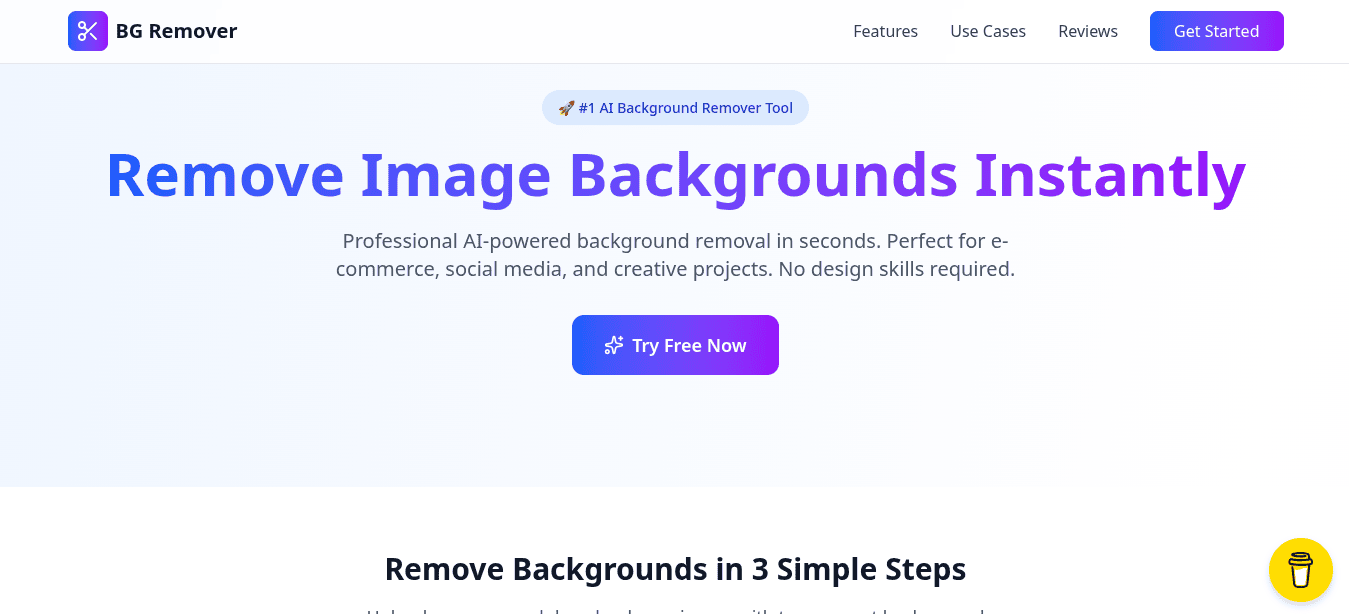 BG Remover
Features
Use Cases
Reviews
Get Started
🚀 #1 AI Background Remover Tool
Remove Image Backgrounds Instantly
Professional AI-powered background removal in seconds. Perfect for e-
commerce, social media, and creative projects. No design skills required.
Try Free Now
Remove Backgrounds in 3 Simple Steps